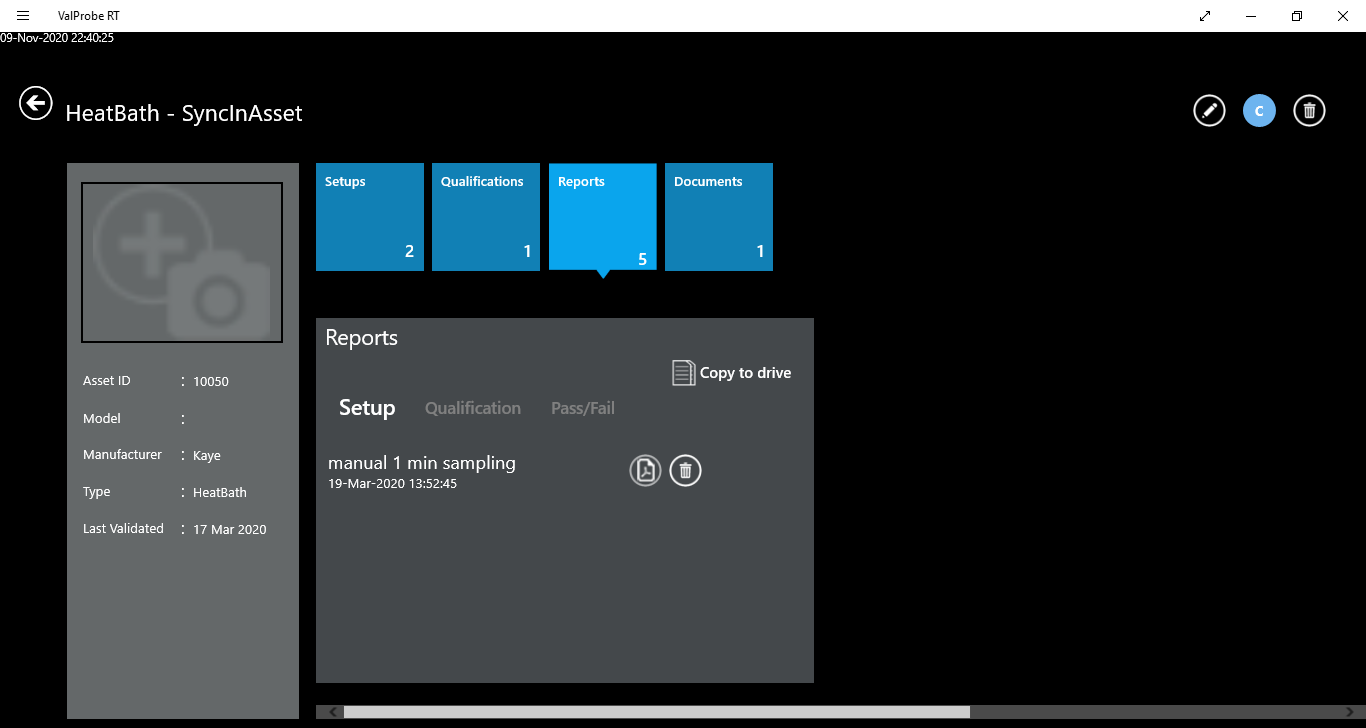 ValProbe RT
09-Nov-2020 22:40:25
HeatBath - SyncInAsset
C
Setups
2
Qualifications
1
Reports
5
Documents
1
Asset ID : 10050
Model :
Manufacturer : Kaye
Type : HeatBath
Last Validated : 17 Mar 2020
Reports
Copy to drive
Setup Qualification Pass/Fail
manual 1 min sampling
19-Mar-2020 13:52:45